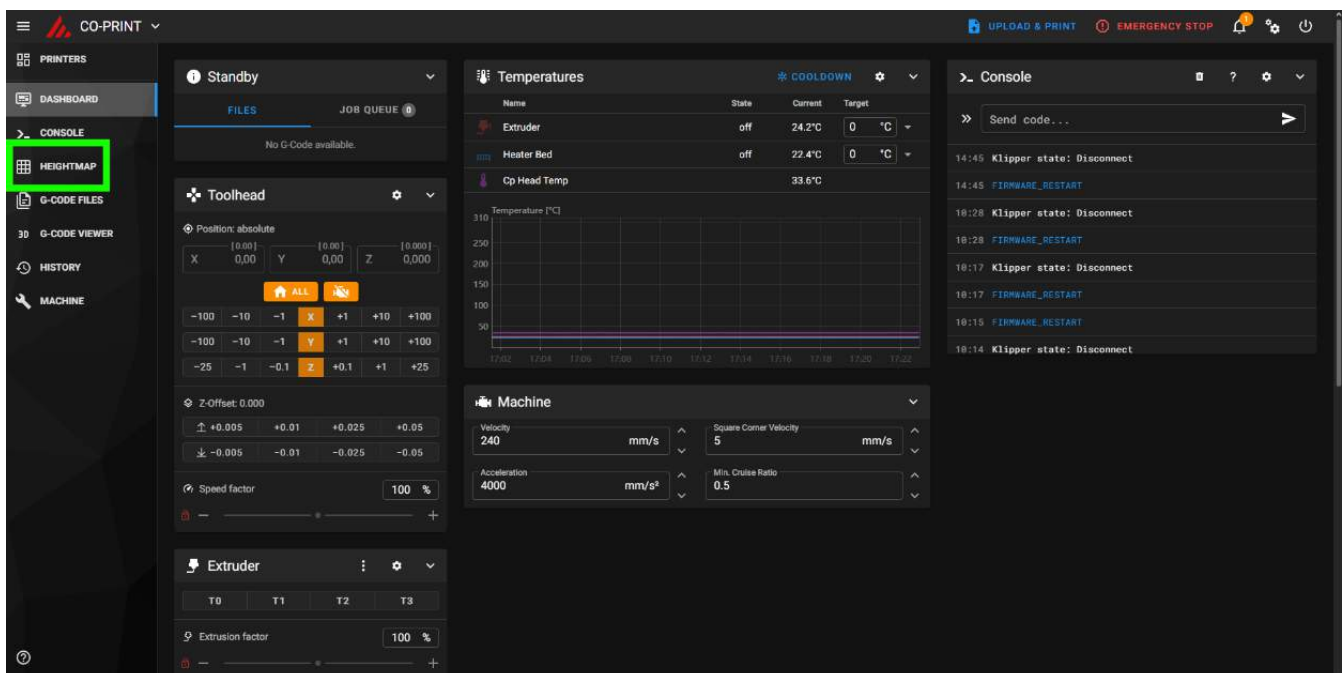 CO-PRINT
UPLOAD & PRINT
EMERGENCY STOP
1
PRINTERS
DASHBOARD
CONSOLE
HEIGHTMAP
G-CODE FILES
3D G-CODE VIEWER
HISTORY
MACHINE
Standby
FILES JOB QUEUE 0
No G-Code available.
Toolhead
Position: absolute
[0.00] [0.00] [0.000]
X 0,00 Y 0,00 Z 0,000
ALL
-100 -10 -1 X +1 +10 +100
-100 -10 -1 Y +1 +10 +100
-25 -1 -0.1 Z +0.1 +1 +25
Z-Offset: 0.000
+0.005 +0.01 +0.025 +0.05
-0.005 -0.01 -0.025 -0.05
Speed factor 100 %
Extruder
T0 T1 T2 T3
Extrusion factor 100 %
Temperatures
COOLDOWN
Name State Current Target
Extruder off 24.2°C 0 °C
Heater Bed off 22.4°C 0 °C
Cp Head Temp 33.6°C
Temperature [°C]
310
250
200
150
100
50
17:02 17:04 17:06 17:08 17:10 17:12 17:14 17:16 17:18 17:20 17:22
Machine
Velocity Square Corner Velocity
240 mm/s 5 mm/s
Acceleration Min. Cruise Ratio
4000 mm/s² 0.5
Console
?
Send code...
14:45 Klipper state: Disconnect
14:45 FIRMWARE_RESTART
10:28 Klipper state: Disconnect
10:28 FIRMWARE_RESTART
10:17 Klipper state: Disconnect
10:17 FIRMWARE_RESTART
10:15 FIRMWARE_RESTART
10:14 Klipper state: Disconnect